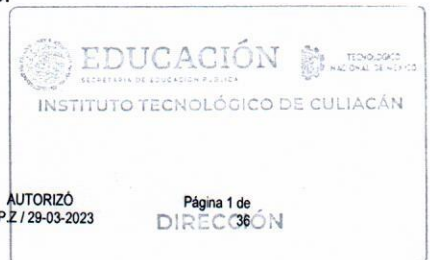 EDUCACIÓN
SECRETARÍA DE EDUCACIÓN PÚBLICA
TECNOLÓGICO
NACIONAL DE MÉXICO
INSTITUTO TECNOLÓGICO DE CULIACÁN
AUTORIZÓ
P.Z / 29-03-2023
Página 1 de
36
DIRECCIÓN